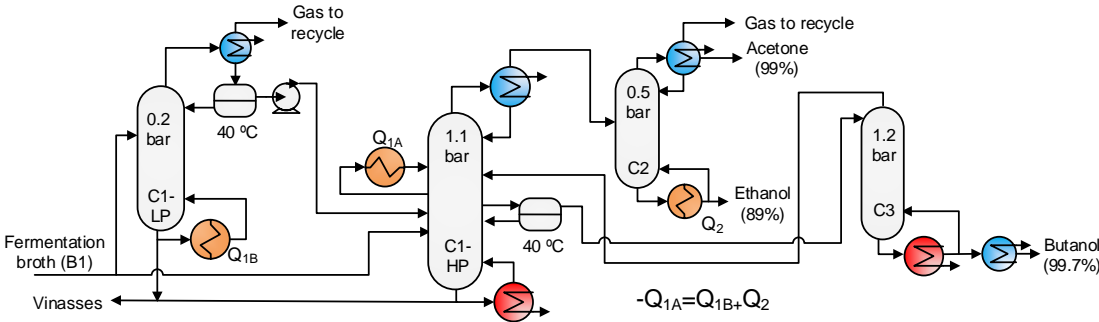 Gas to
recycle
0.2
bar
C1-
LP
40 ºC
Q1B
Fermentation
broth (B1)
Vinasses
Q1A
1.1
bar
C1-
HP
40 ºC
-Q1A=Q1B+Q2
0.5
bar
C2
Gas to recycle
Acetone
(99%)
Ethanol
(89%)
Q2
1.2
bar
C3
Butanol
(99.7%)